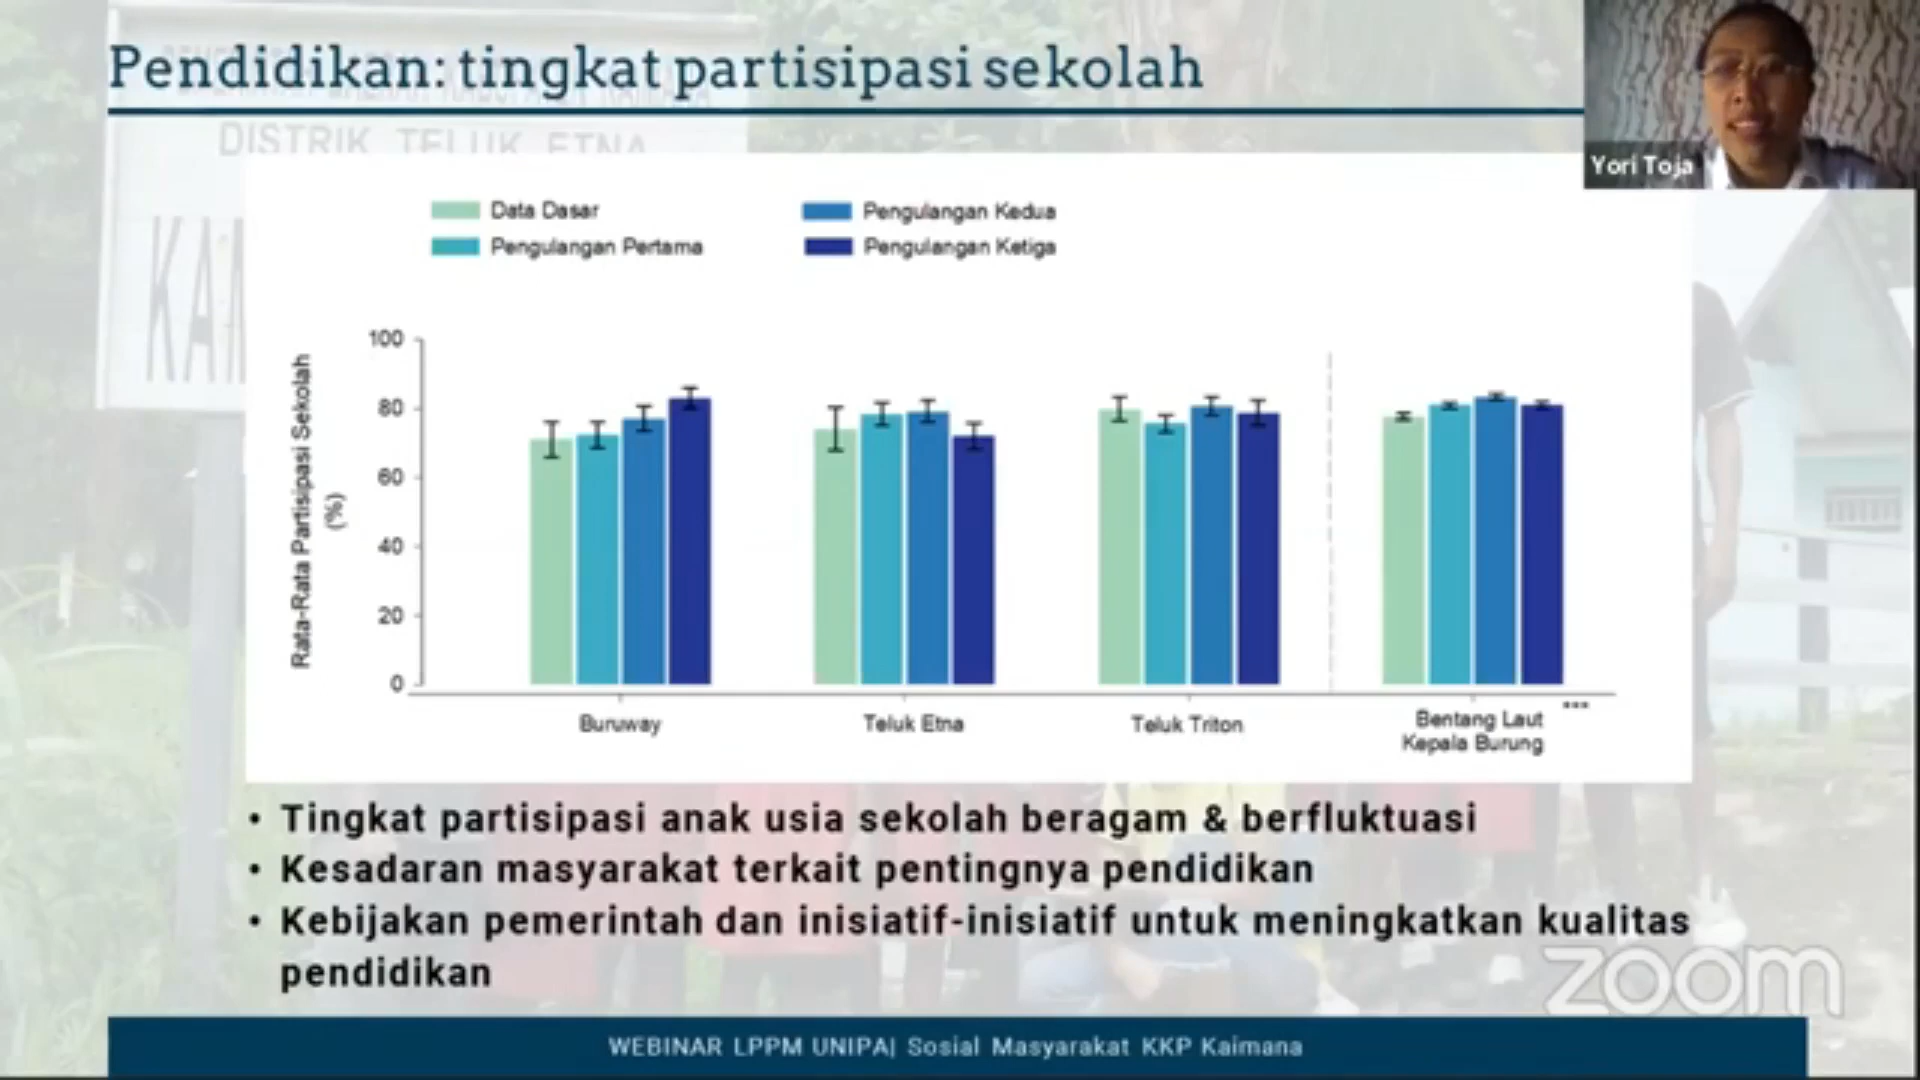 Pendidikan: tingkat partisipasi sekolah
Yori Toja
DISTRIK TELUK ETNA
Data Dasar
Pengulangan Kedua
Pengulangan Pertama
Pengulangan Ketiga
Rata-Rata Partisipasi Sekolah
(%)
100
80
60
40
20
0
Buruway
Teluk Etna
Teluk Triton
Bentang Laut
Kepala Burung
***
• Tingkat partisipasi anak usia sekolah beragam & berfluktuasi
• Kesadaran masyarakat terkait pentingnya pendidikan
• Kebijakan pemerintah dan inisiatif-inisiatif untuk meningkatkan kualitas
pendidikan
zoom
WEBINAR LPPM UNIPA| Sosial Masyarakat KKP Kaimana